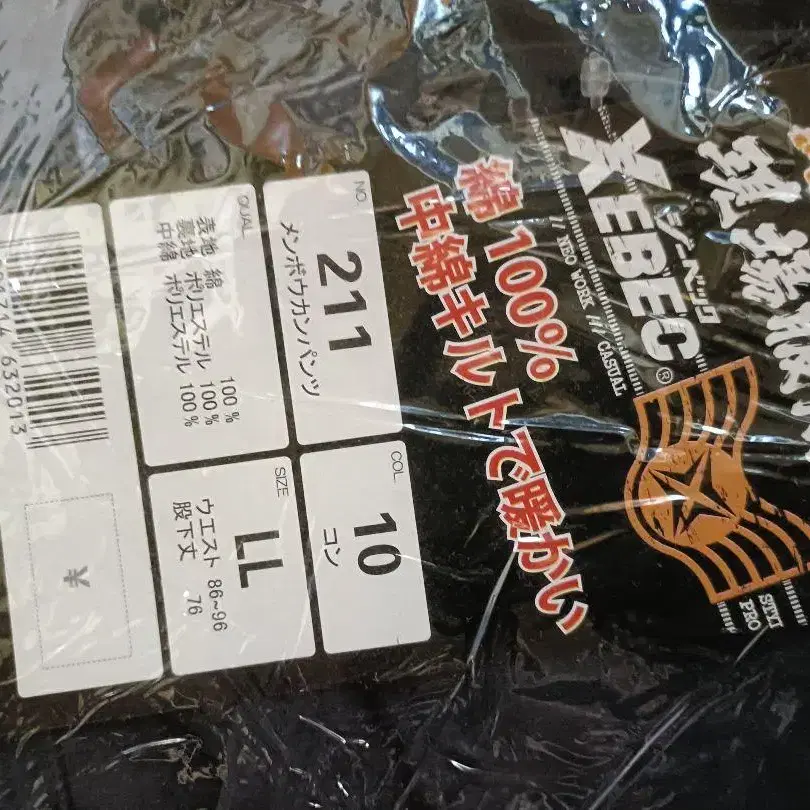 XEBEC®
ジーベック
// NEO WORK /// CASUAL
綿100%
中綿キルトで暖かい
NO.
211
メンボウカンパンツ
COL
10
コン
QUAL
表地 綿 100%
裏地 ポリエステル 100%
中綿 ポリエステル 100%
SIZE
LL
ウエスト 86~96
股下丈 76
632013
¥
PRO